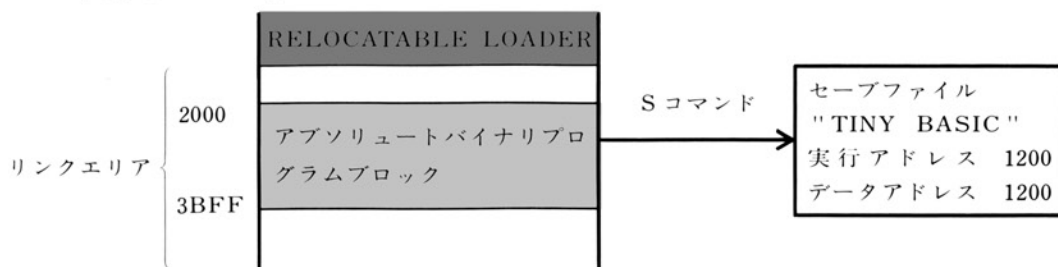 RELOCATABLE LOADER
リンクエリア
2000
3BFF
アブソリュートバイナリプロ
グラムブロック
Sコマンド
セーブファイル
"TINY BASIC"
実行アドレス 1200
データアドレス 1200